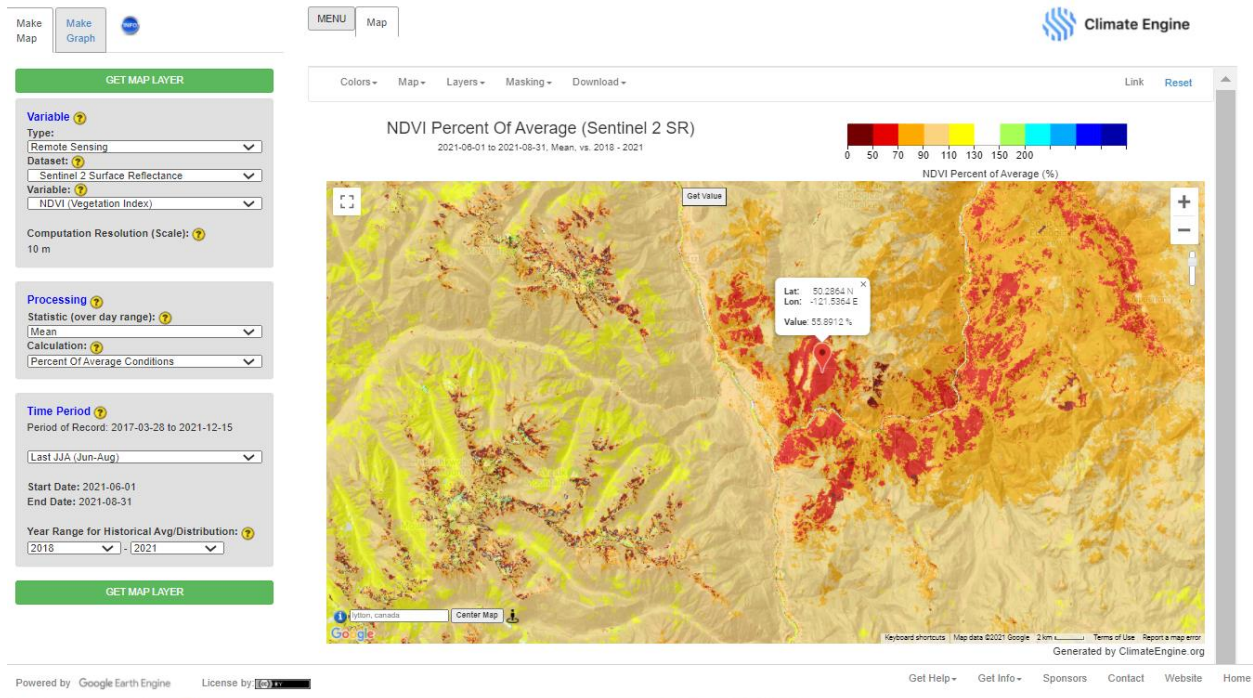 Make Map
Make Graph
INFO
GET MAP LAYER
Variable ?
Type:
Remote Sensing
Dataset: ?
Sentinel 2 Surface Reflectance
Variable: ?
NDVI (Vegetation Index)
Computation Resolution (Scale): ?
10 m
Processing ?
Statistic (over day range): ?
Mean
Calculation: ?
Percent Of Average Conditions
Time Period ?
Period of Record: 2017-03-28 to 2021-12-15
Last JJA (Jun-Aug)
Start Date: 2021-06-01
End Date: 2021-08-31
Year Range for Historical Avg/Distribution: ?
2018 - 2021
GET MAP LAYER
MENU Map
Climate Engine
Colors Map Layers Masking Download Link Reset
NDVI Percent Of Average (Sentinel 2 SR)
2021-06-01 to 2021-08-31, Mean, vs. 2018 - 2021
0 50 70 90 110 130 150 200
NDVI Percent of Average (%)
Get Value
+
−
Lat: 50.2864 N
Lon: -121.5364 E
Value: 55.8912 %
×
i lytton, canada Center Map
Google
Keyboard shortcuts Map data ©2021 Google 2 km Terms of Use Report a map error
Generated by ClimateEngine.org
Powered by Google Earth Engine License by: (cc) BY
Get Help Get Info Sponsors Contact Website Home